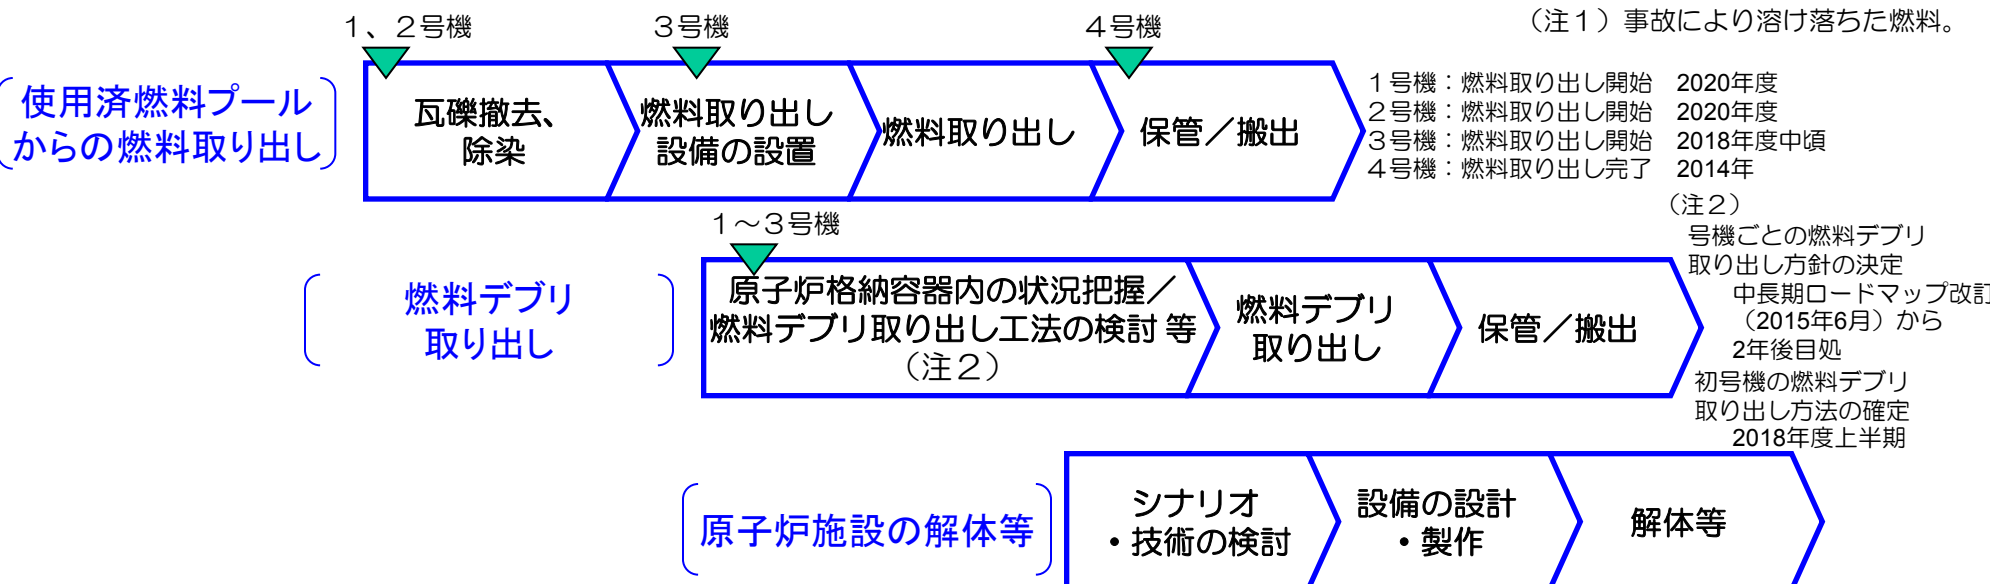 （注１）事故により溶け落ちた燃料。
１、２号機
３号機
４号機
使用済燃料プール
からの燃料取り出し
瓦礫撤去、
除染
燃料取り出し
設備の設置
燃料取り出し
保管／搬出
１号機：燃料取り出し開始　2020年度
２号機：燃料取り出し開始　2020年度
３号機：燃料取り出し開始　2018年度中頃
４号機：燃料取り出し完了　2014年
１～３号機
燃料デブリ
取り出し
原子炉格納容器内の状況把握／
燃料デブリ取り出し工法の検討 等
（注２）
燃料デブリ
取り出し
保管／搬出
（注２）
号機ごとの燃料デブリ
取り出し方針の決定
中長期ロードマップ改訂
（2015年6月）から
2年後目処
初号機の燃料デブリ
取り出し方法の確定
2018年度上半期
原子炉施設の解体等
シナリオ
・技術の検討
設備の設計
・製作
解体等